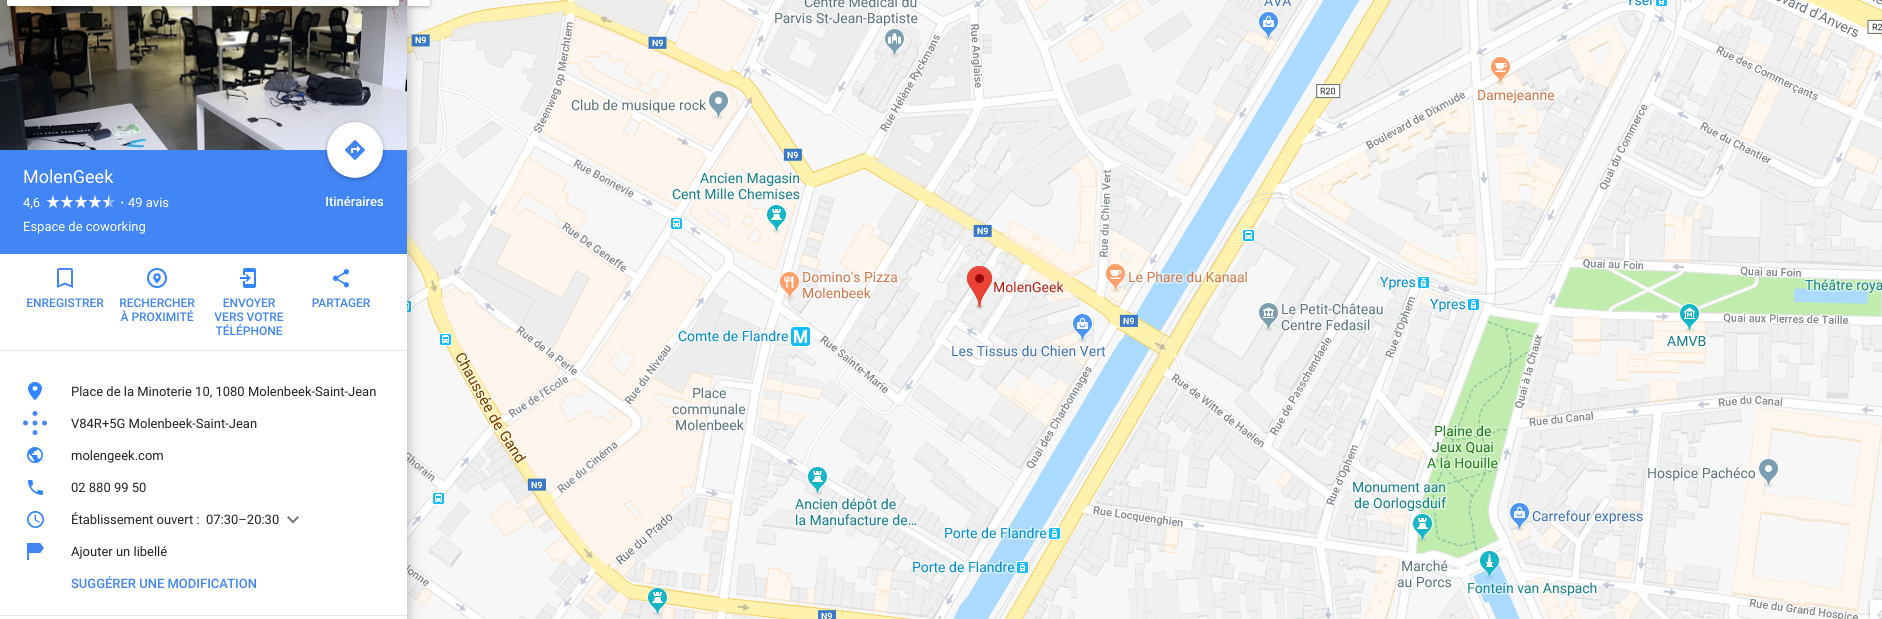 MolenGeek
4,6 ★★★★★ · 49 avis
Espace de coworking
Itinéraires
ENREGISTRER
RECHERCHER
À PROXIMITÉ
ENVOYER
VERS VOTRE
TÉLÉPHONE
PARTAGER
Place de la Minoterie 10, 1080 Molenbeek-Saint-Jean
V84R+5G Molenbeek-Saint-Jean
molengeek.com
02 880 99 50
Établissement ouvert : 07:30–20:30
Ajouter un libellé
SUGGÉRER UNE MODIFICATION
Centre Médical du
Parvis St-Jean-Baptiste
AVA
Ysel
vard d'Anvers
N9
N9
R2
Steenweg op Merchtem
Rue Hélène Ryckmans
Rue Anglaise
Club de musique rock
R20
Damejeanne
Rue des Commerçants
Boulevard de Dixmude
Quai du Commerce
Rue du Chantier
N9
Rue Bonnevie
Ancien Magasin
Cent Mille Chemises
Rue du Chien Vert
N9
Rue De Geneffe
Domino's Pizza
Molenbeek
MolenGeek
Le Phare du Kanaal
Ypres
Ypres
Quai au Foin
Quai au Foin
Théâtre roya
Le Petit-Château
Centre Fedasil
Quai aux Pierres de Taille
AMVB
N9
Comte de Flandre
M
Les Tissus du Chien Vert
Rue d'Ophem
Rue de la Perle
Rue du Niveau
Rue Sainte-Marie
Rue de l'Ecole
Chaussée de Gand
Place
communale
Molenbeek
Quai des Charbonnages
Rue de Witte de Haelen
Rue de Passchendaele
Quai à la Chaux
Rue du Canal
Rue du Canal
Plaine de
Jeux Quai
A la Houille
Rue d'Ophem
Hospice Pachéco
ahorain
N9
Rue du Cinéma
Ancien dépôt de
la Manufacture de...
Monument aan
de Oorlogsduif
Carrefour express
Rue Locquenghien
Rue du Prado
Porte de Flandre
Porte de Flandre
Marché
au Porcs
Fontein van Anspach
Rue du Grand Hospice
onne
N9